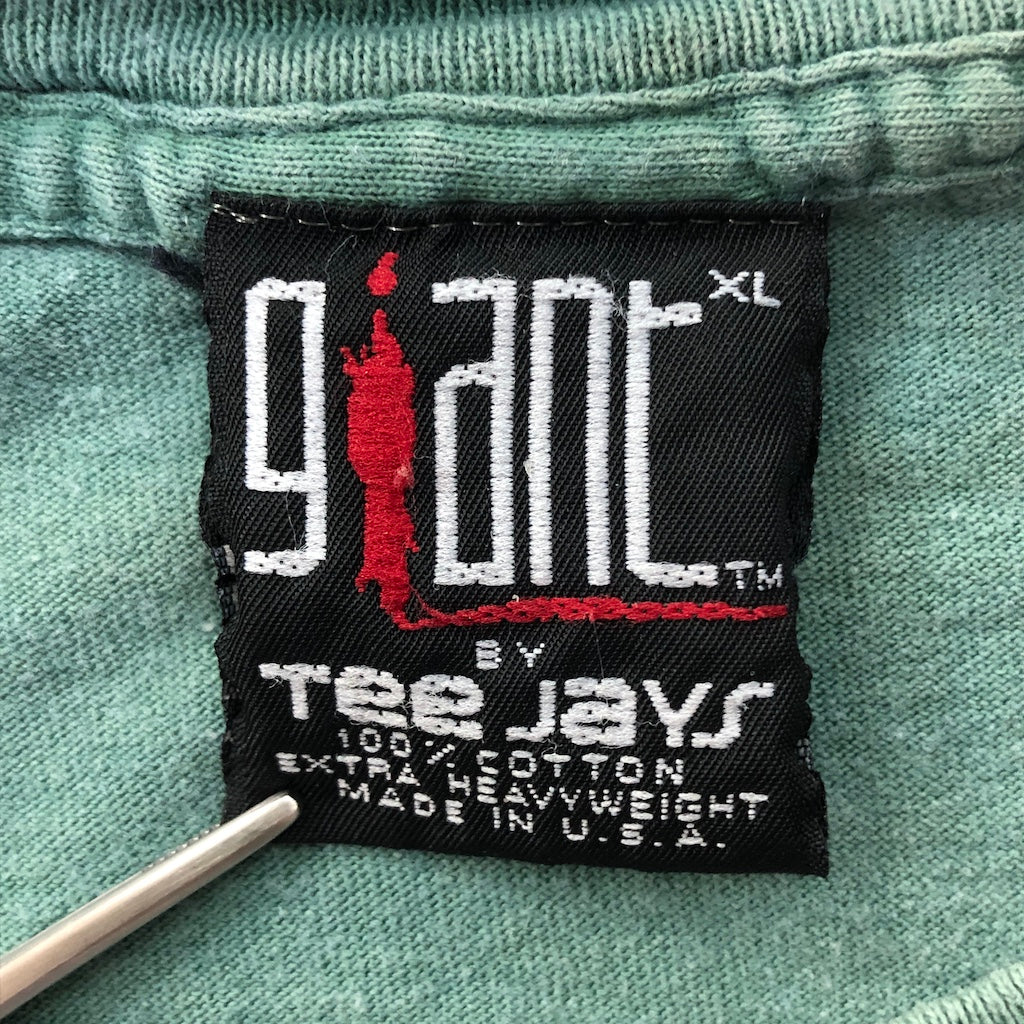 giant XL
TM
BY
Tee Jays
100% COTTON
EXTRA HEAVYWEIGHT
MADE IN U.S.A.